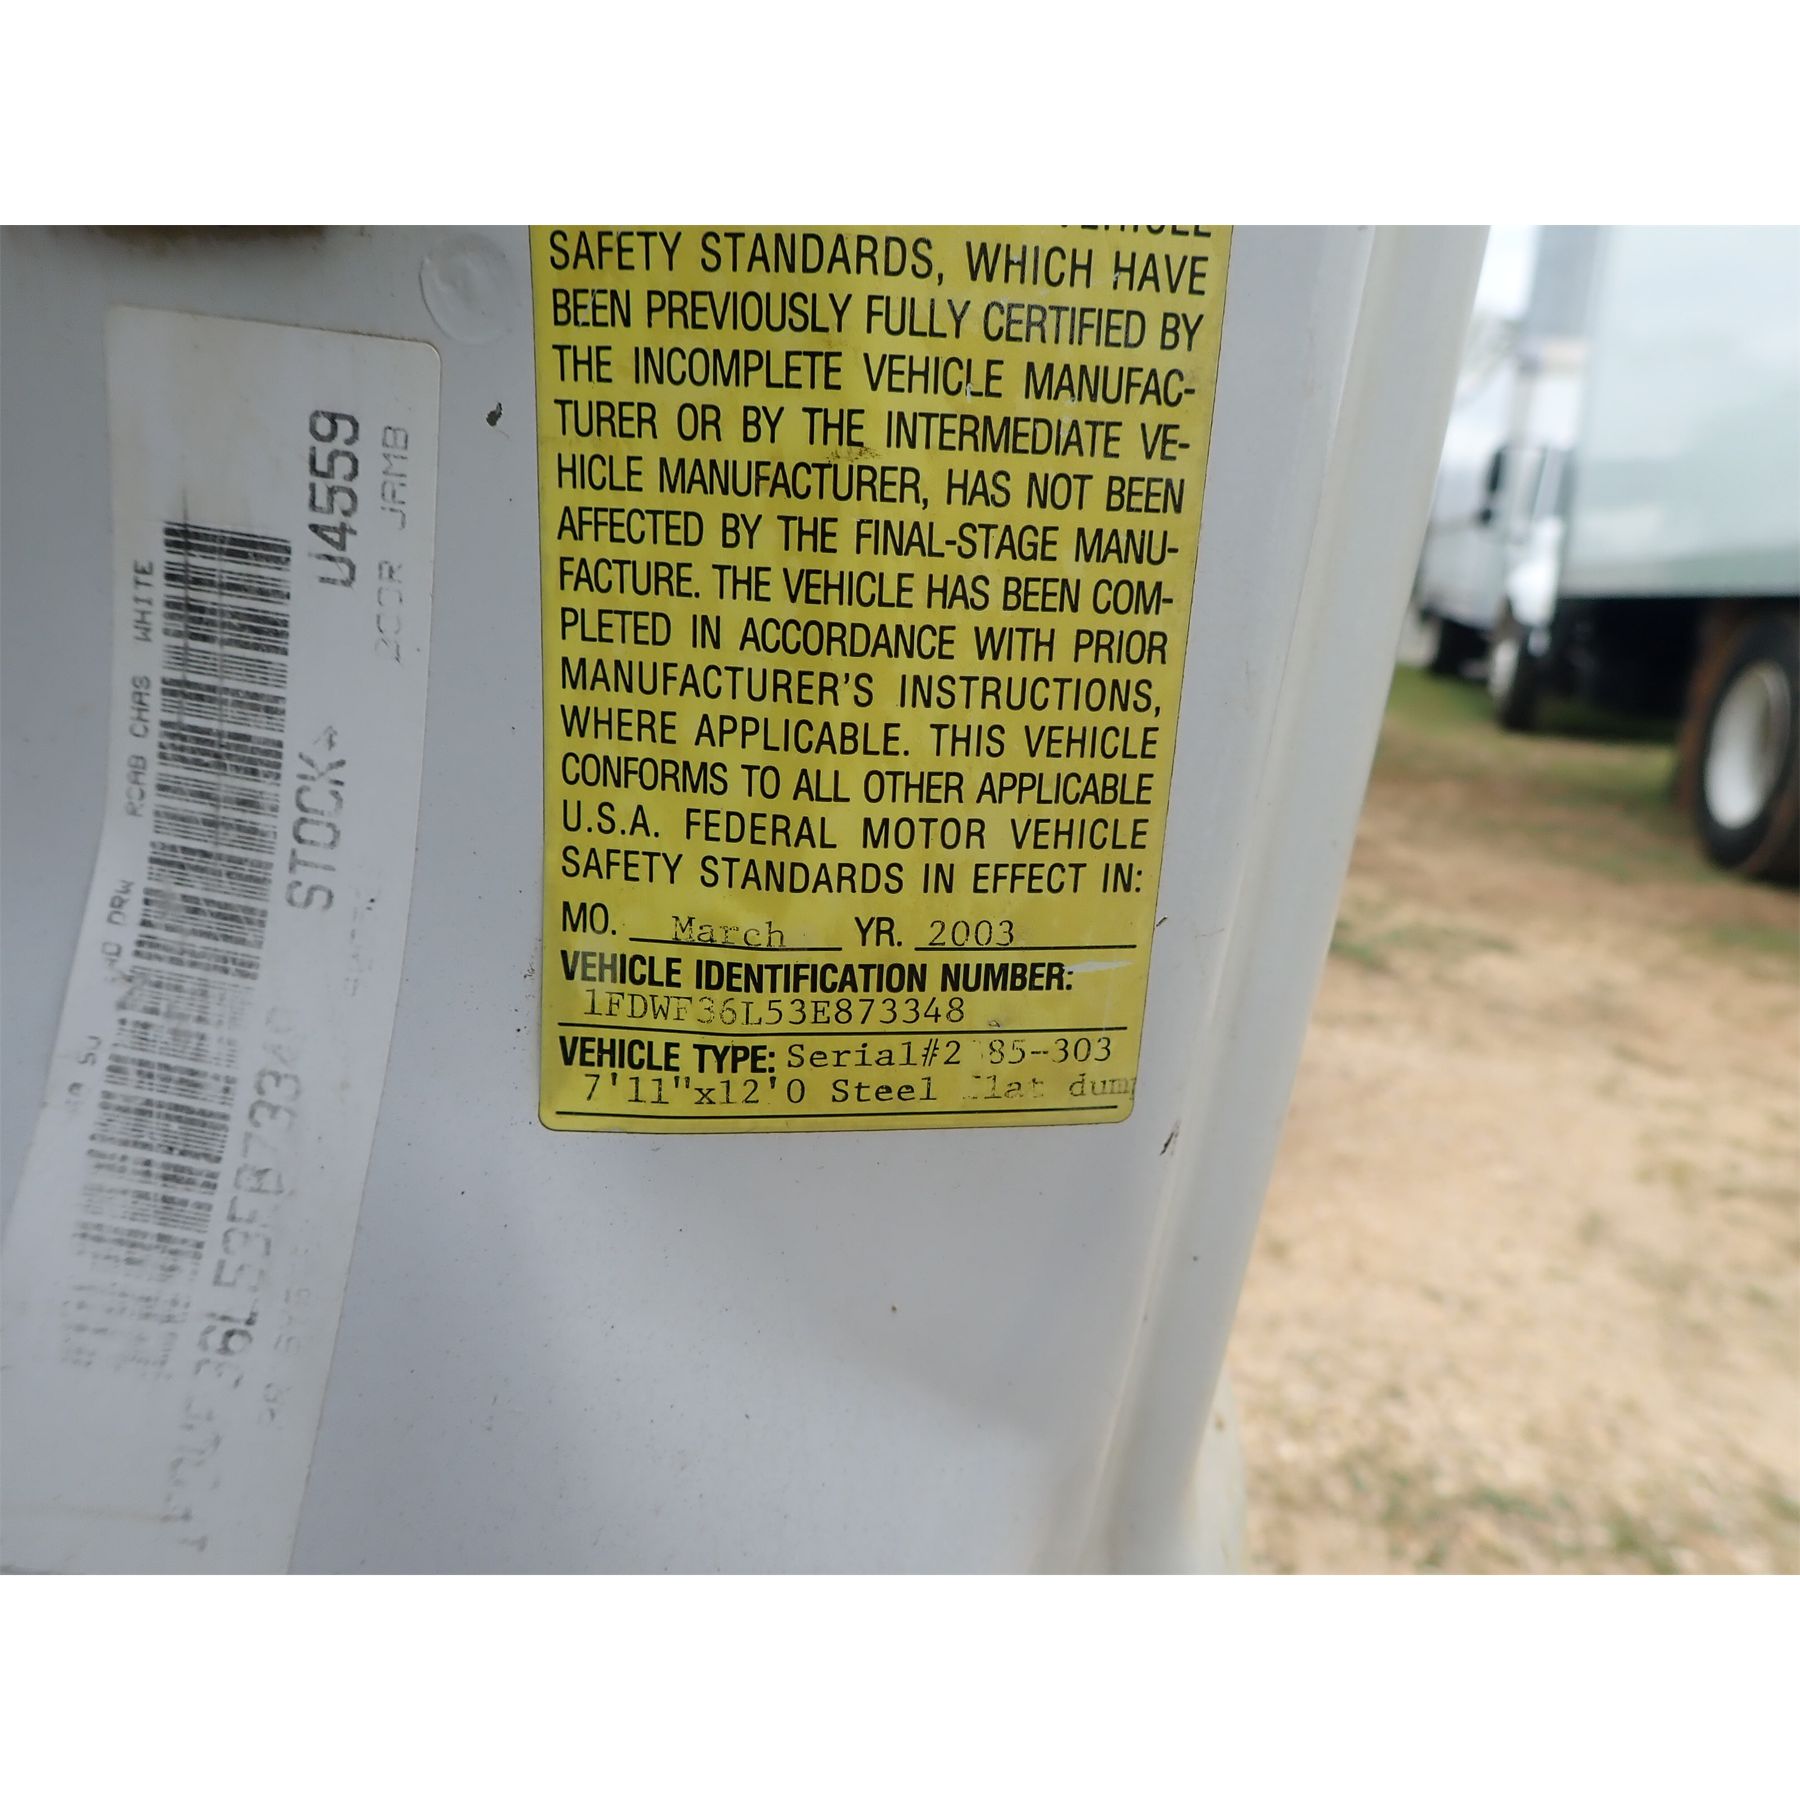 SAFETY STANDARDS, WHICH HAVE
BEEN PREVIOUSLY FULLY CERTIFIED BY
THE INCOMPLETE VEHICLE MANUFAC-
TURER OR BY THE INTERMEDIATE VE-
HICLE MANUFACTURER, HAS NOT BEEN
AFFECTED BY THE FINAL-STAGE MANU-
FACTURE. THE VEHICLE HAS BEEN COM-
PLETED IN ACCORDANCE WITH PRIOR
MANUFACTURER'S INSTRUCTIONS,
WHERE APPLICABLE. THIS VEHICLE
CONFORMS TO ALL OTHER APPLICABLE
U.S.A. FEDERAL MOTOR VEHICLE
SAFETY STANDARDS IN EFFECT IN:
MO. March YR. 2003
VEHICLE IDENTIFICATION NUMBER:
1FDWF36L53E873348
VEHICLE TYPE: Serial#
7'11"x12'0 Steel
RCAB CHAS WHITE
STOCK# U4559
JAMB